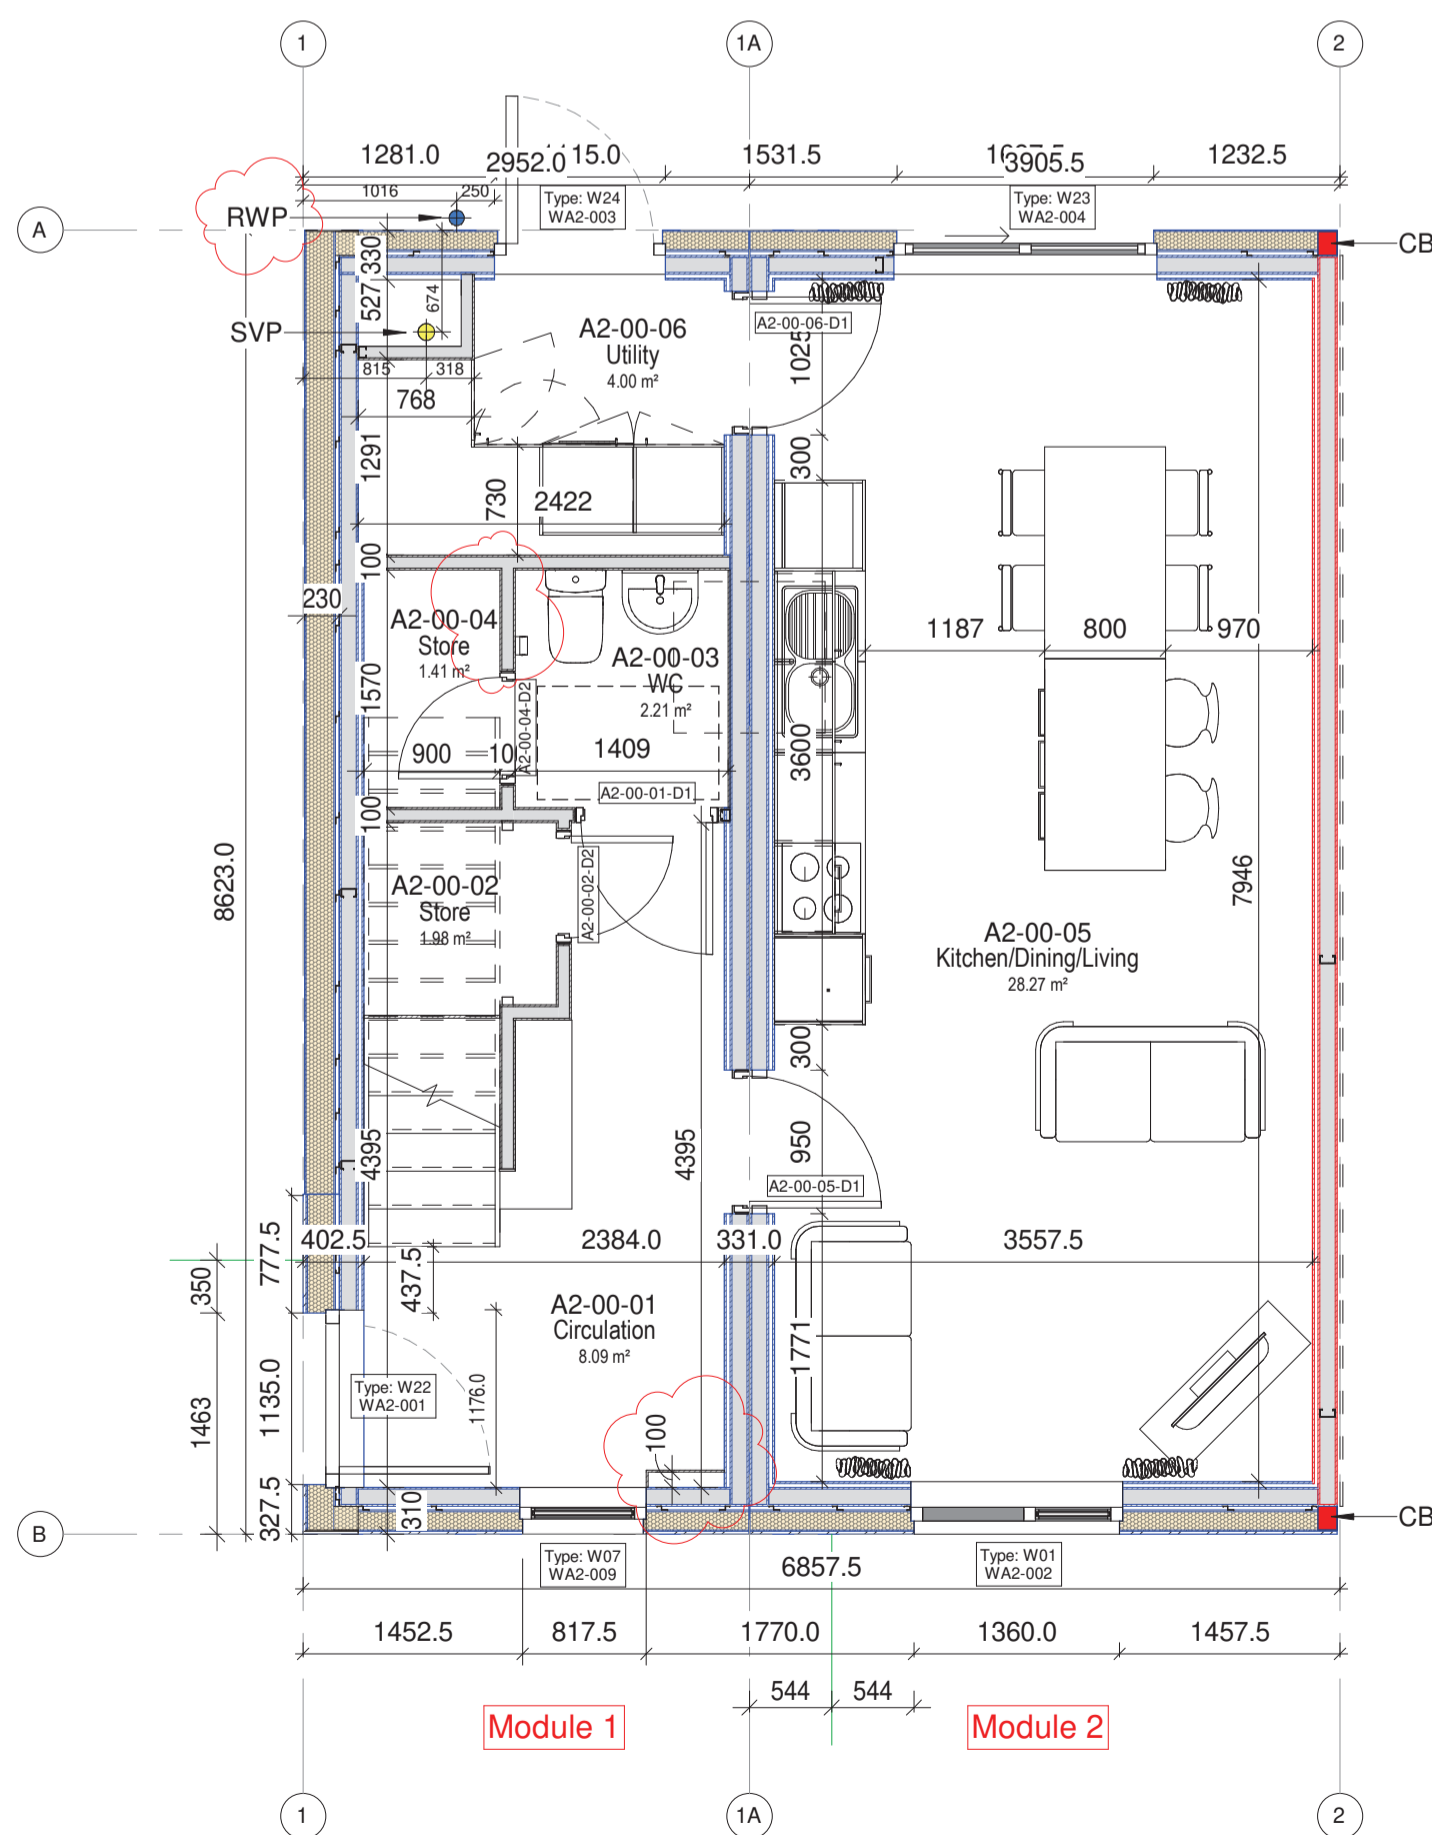 1
1A
2
1281.0
2952.0
15.0
1531.5
3905.5
1232.5
1016
250
Type: W24
WA2-003
Type: W23
WA2-004
RWP
A
CB
330
527
674
SVP
A2-00-06
Utility
4.00 m²
A2-00-06-D1
1025
815
318
768
1291
300
730
2422
100
230
A2-00-04
Store
1.41 m²
A2-00-03
WC
2.21 m²
1187
800
970
1570
A2-00-04-D2
900
10
1409
3600
A2-00-01-D1
100
8623.0
A2-00-02
Store
1.98 m²
A2-00-02-D2
7946
A2-00-05
Kitchen/Dining/Living
28.27 m²
300
4395
4395
950
A2-00-05-D1
777.5
402.5
2384.0
331.0
3557.5
350
437.5
A2-00-01
Circulation
8.09 m²
1771
1463
1135.0
Type: W22
WA2-001
1176.0
100
327.5
310
B
CB
Type: W07
WA2-009
Type: W01
WA2-002
6857.5
1452.5
817.5
1770.0
1360.0
1457.5
544
544
Module 1
Module 2
1
1A
2